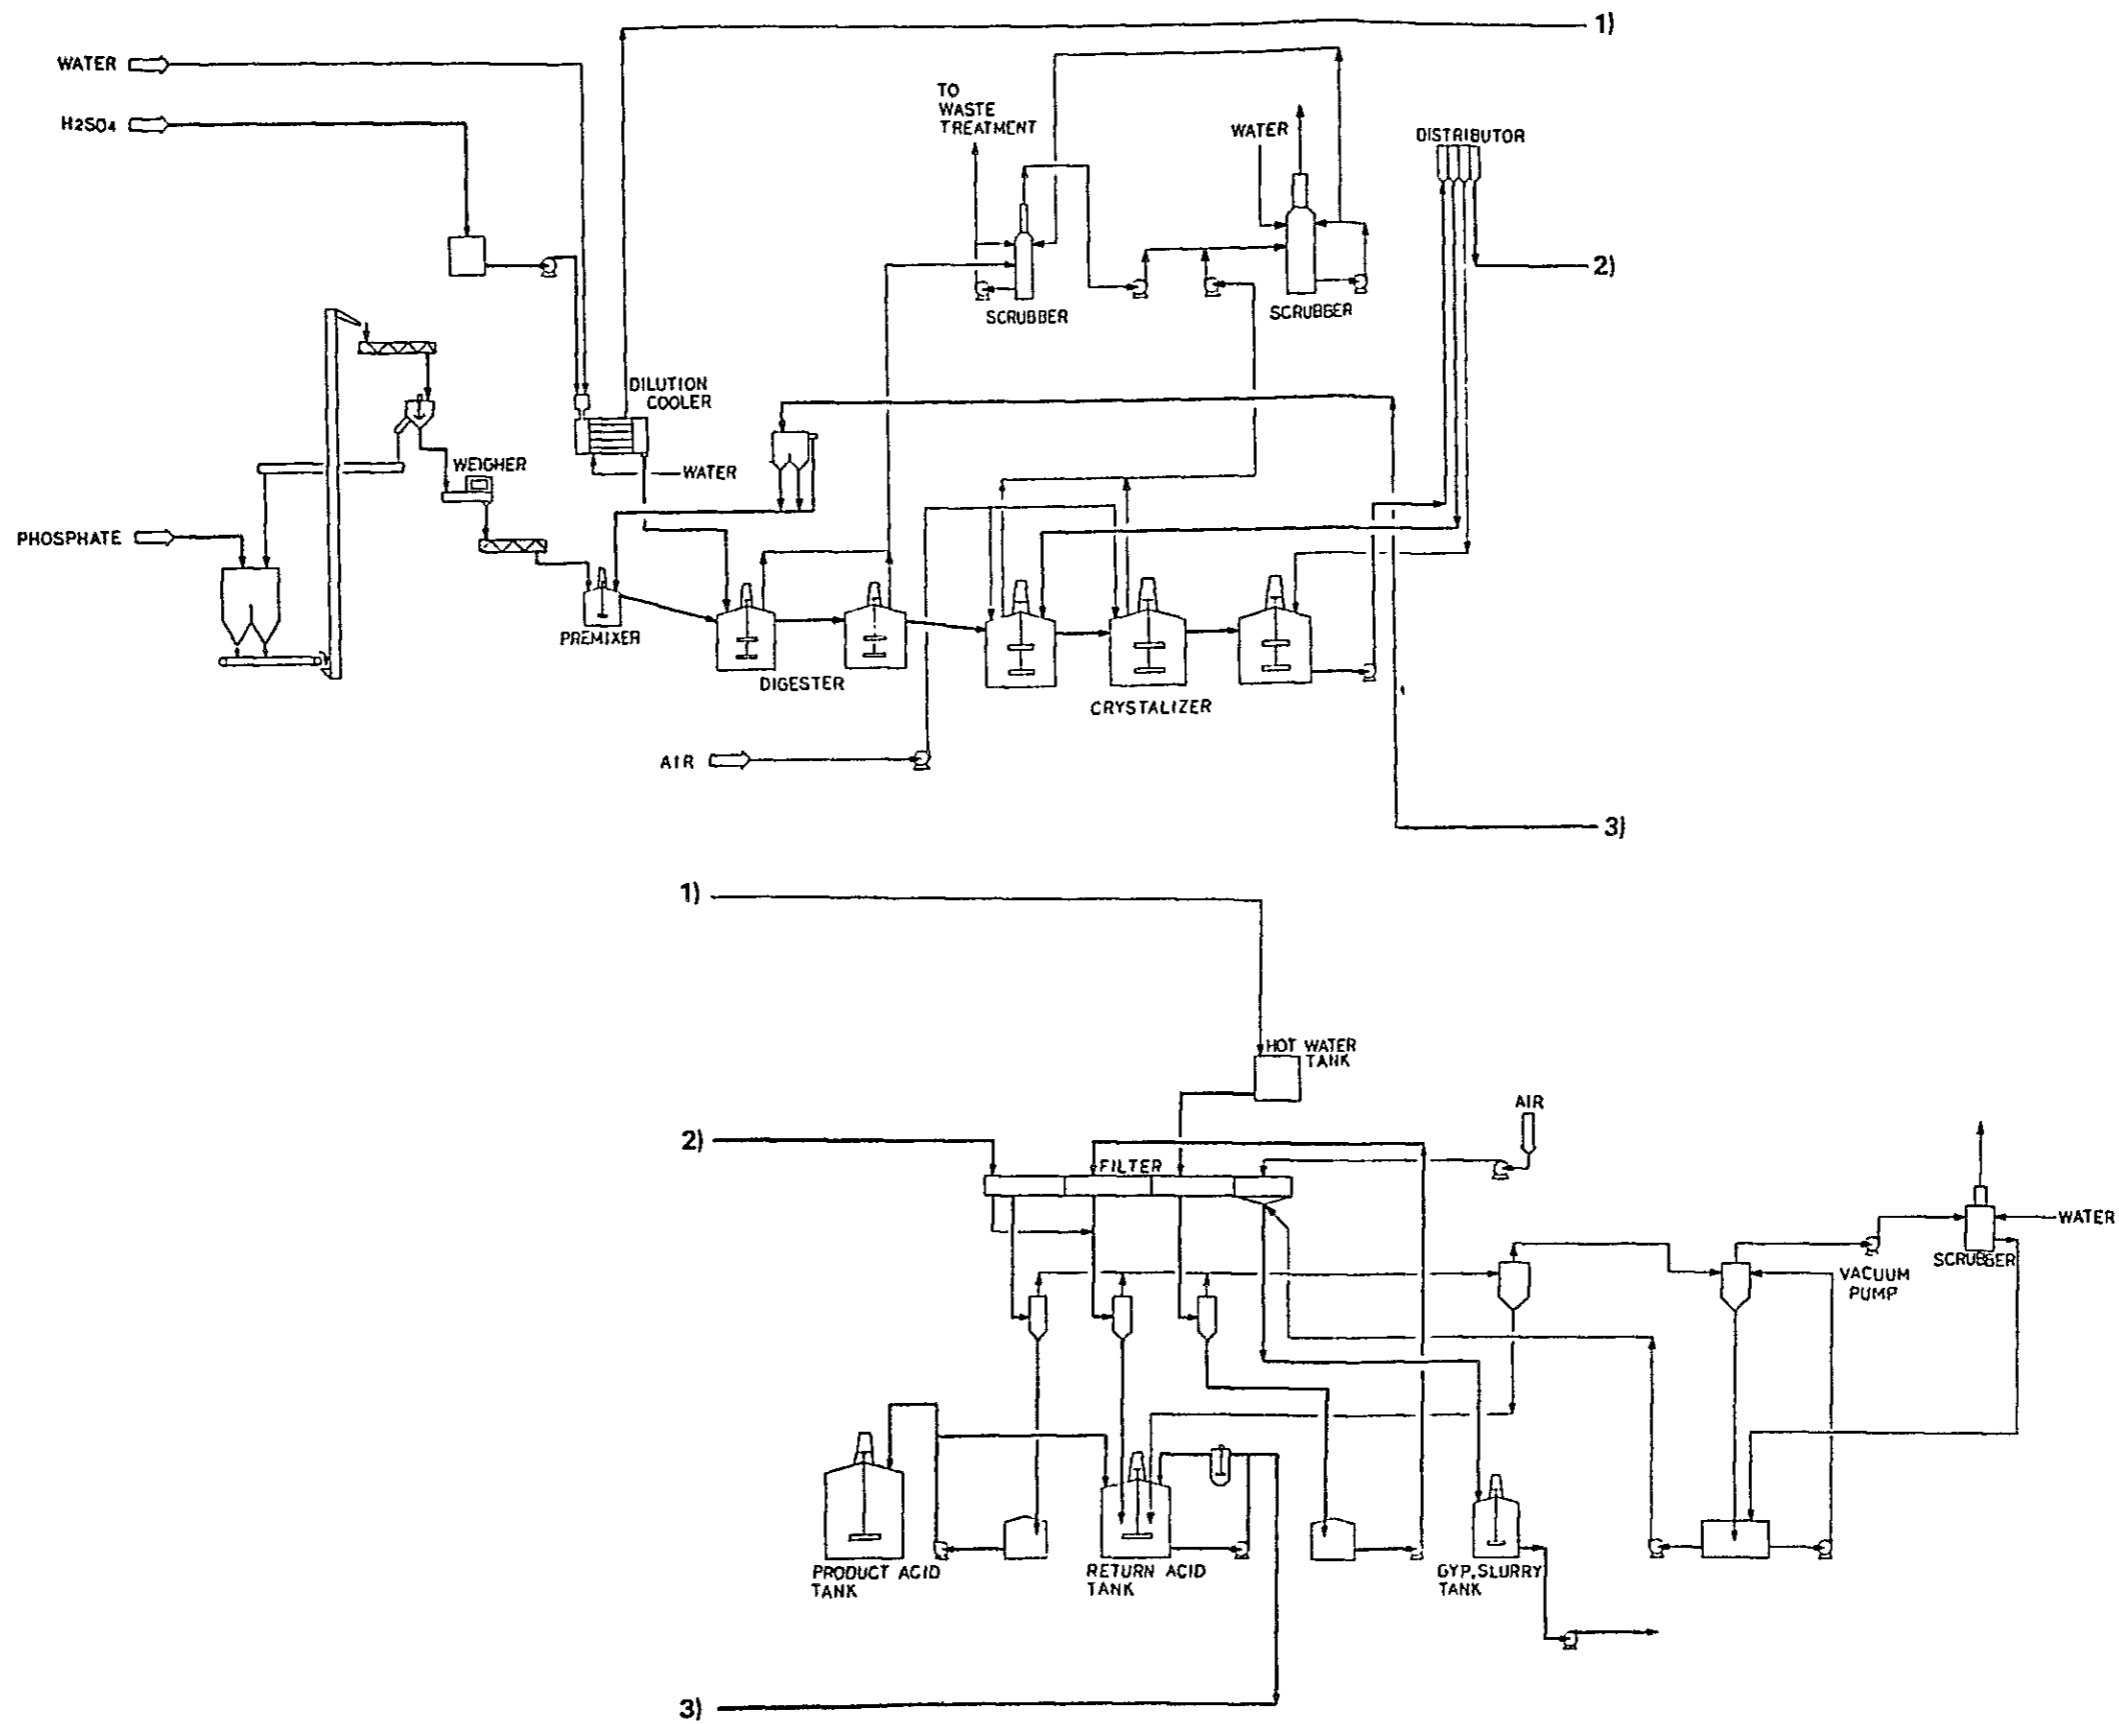 1)
WATER
H2SO4
TO
WASTE
TREATMENT
WATER
DISTRIBUTOR
2)
SCRUBBER
SCRUBBER
DILUTION
COOLER
WEIGHER
WATER
PHOSPHATE
PREMIXER
DIGESTER
CRYSTALIZER
AIR
3)
1)
HOT WATER
TANK
AIR
2)
FILTER
WATER
SCRUBBER
VACUUM
PUMP
PRODUCT ACID
TANK
RETURN ACID
TANK
GYP.SLURRY
TANK
3)